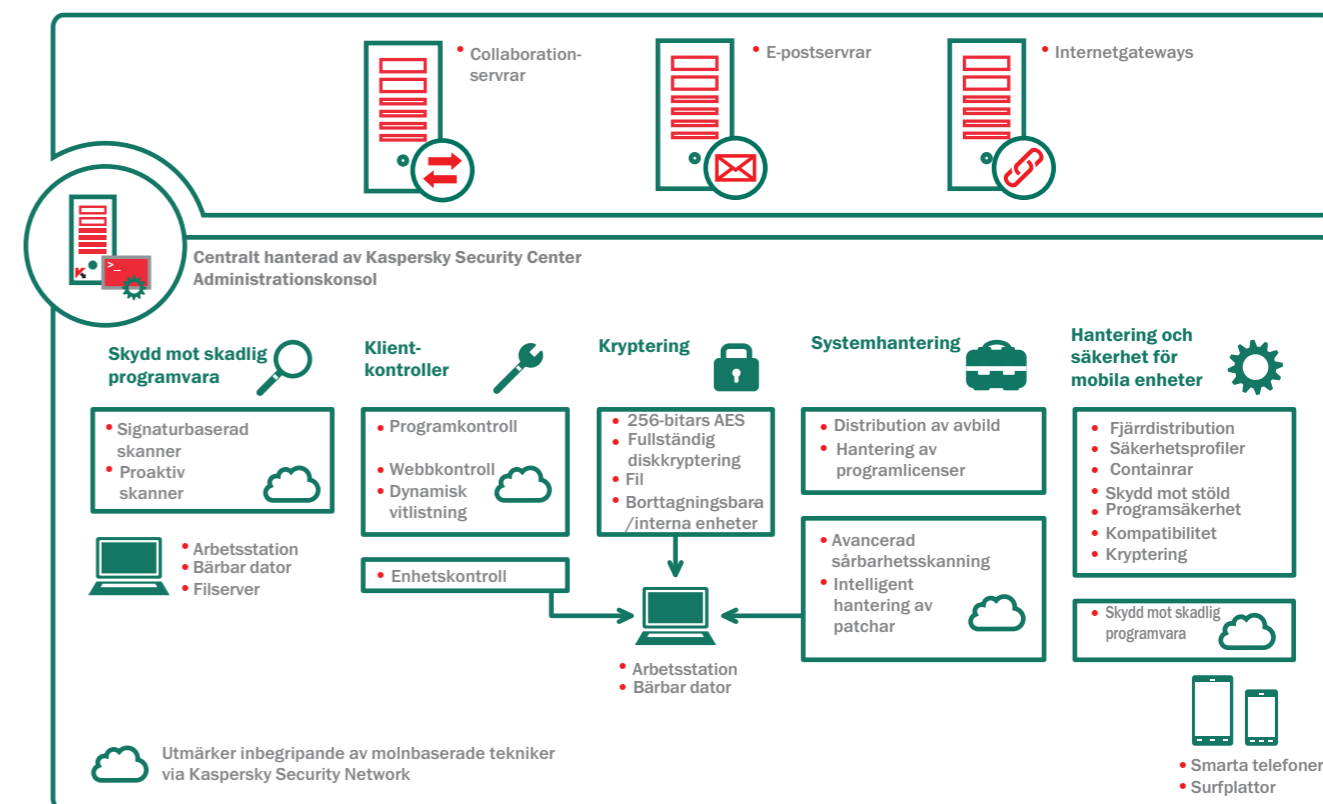 • Collaboration-
servrar
• E-postservrar
• Internetgateways
K
>_
Centralt hanterad av Kaspersky Security Center
Administrationskonsol
Skydd mot skadlig
programvara
• Signaturbaserad
skanner
• Proaktiv
skanner
• Arbetsstation
• Bärbar dator
• Filserver
Klient-
kontroller
• Programkontroll
• Webbkontroll
• Dynamisk
vitlistning
• Enhetskontroll
Kryptering
• 256-bitars AES
• Fullständig
diskkryptering
• Fil
• Borttagningsbara
/interna enheter
• Arbetsstation
• Bärbar dator
Systemhantering
• Distribution av avbild
• Hantering av
programlicenser
• Avancerad
sårbarhetsskanning
• Intelligent
hantering av
patchar
Hantering och
säkerhet för
mobila enheter
• Fjärrdistribution
• Säkerhetsprofiler
• Containrar
• Skydd mot stöld
• Programsäkerhet
• Kompatibilitet
• Kryptering
• Skydd mot skadlig
programvara
• Smarta telefoner
• Surfplattor
Utmärker inbegripande av molnbaserade tekniker
via Kaspersky Security Network